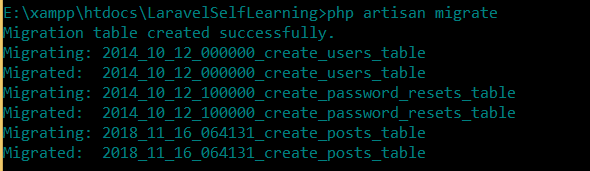 E:\xampp\htdocs\LaravelSelfLearning>php artisan migrate
Migration table created successfully.
Migrating: 2014_10_12_000000_create_users_table
Migrated:  2014_10_12_000000_create_users_table
Migrating: 2014_10_12_100000_create_password_resets_table
Migrated:  2014_10_12_100000_create_password_resets_table
Migrating: 2018_11_16_064131_create_posts_table
Migrated:  2018_11_16_064131_create_posts_table